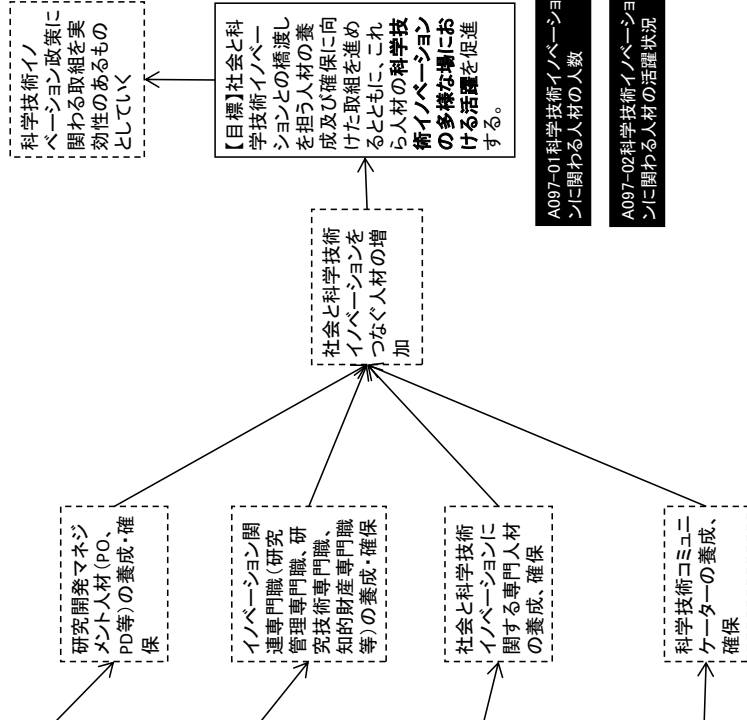 科学技術イノ
ベーション政策に
関わる取組を実
効性のあるもの
としていく
【目標】社会と科
学技術イノベー
ションとの橋渡し
を担う人材の養
成及び確保に向
けた取組を進め
るとともに、これ
ら人材の科学技
術イノベーション
の多様な場にお
ける活躍を促進
する。
A097-01科学技術イノベーショ
ンに関わる人材の人数
A097-02科学技術イノベーショ
ンに関わる人材の活躍状況
社会と科学技術
イノベーションを
つなぐ人材の増
加
研究開発マネジ
メント人材(PO、
PD等)の養成・確
保
イノベーション関
連専門職(研究
管理専門職、研
究技術専門職、
知的財産専門職
等)の養成・確保
社会と科学技術
イノベーションに
関する専門人材
の養成、確保
科学技術コミュニ
ケーターの養成、
確保